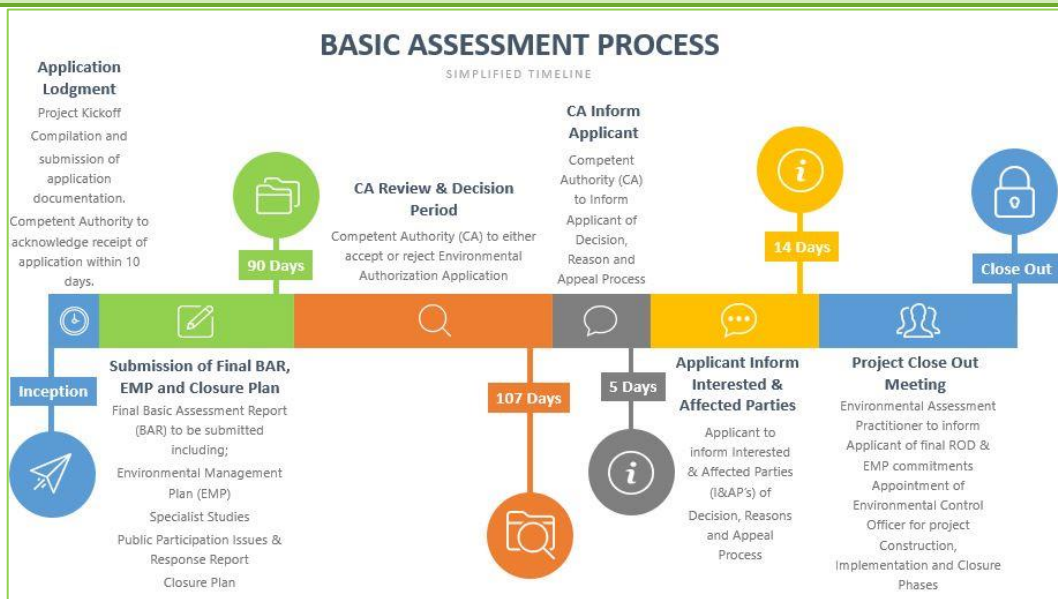 BASIC ASSESSMENT PROCESS
SIMPLIFIED TIMELINE
Application
Lodgment
Project Kickoff
Compilation and
submission of
application
documentation.
Competent Authority to
acknowledge receipt of
application within 10
days.
Inception
90 Days
Submission of Final BAR,
EMP and Closure Plan
Final Basic Assessment Report
(BAR) to be submitted
including;
Environmental Management
Plan (EMP)
Specialist Studies
Public Participation Issues &
Response Report
Closure Plan
CA Review & Decision
Period
Competent Authority (CA) to either
accept or reject Environmental
Authorization Application
107 Days
CA Inform
Applicant
Competent
Authority (CA)
to Inform
Applicant of
Decision,
Reason and
Appeal Process
5 Days
i
14 Days
i
Applicant Inform
Interested &
Affected Parties
Applicant to
inform Interested
& Affected Parties
(I&AP's) of
Decision, Reasons
and Appeal
Process
Close Out
Project Close Out
Meeting
Environmental Assessment
Practitioner to inform
Applicant of final ROD &
EMP commitments
Appointment of
Environmental Control
Officer for project
Construction,
Implementation and Closure
Phases